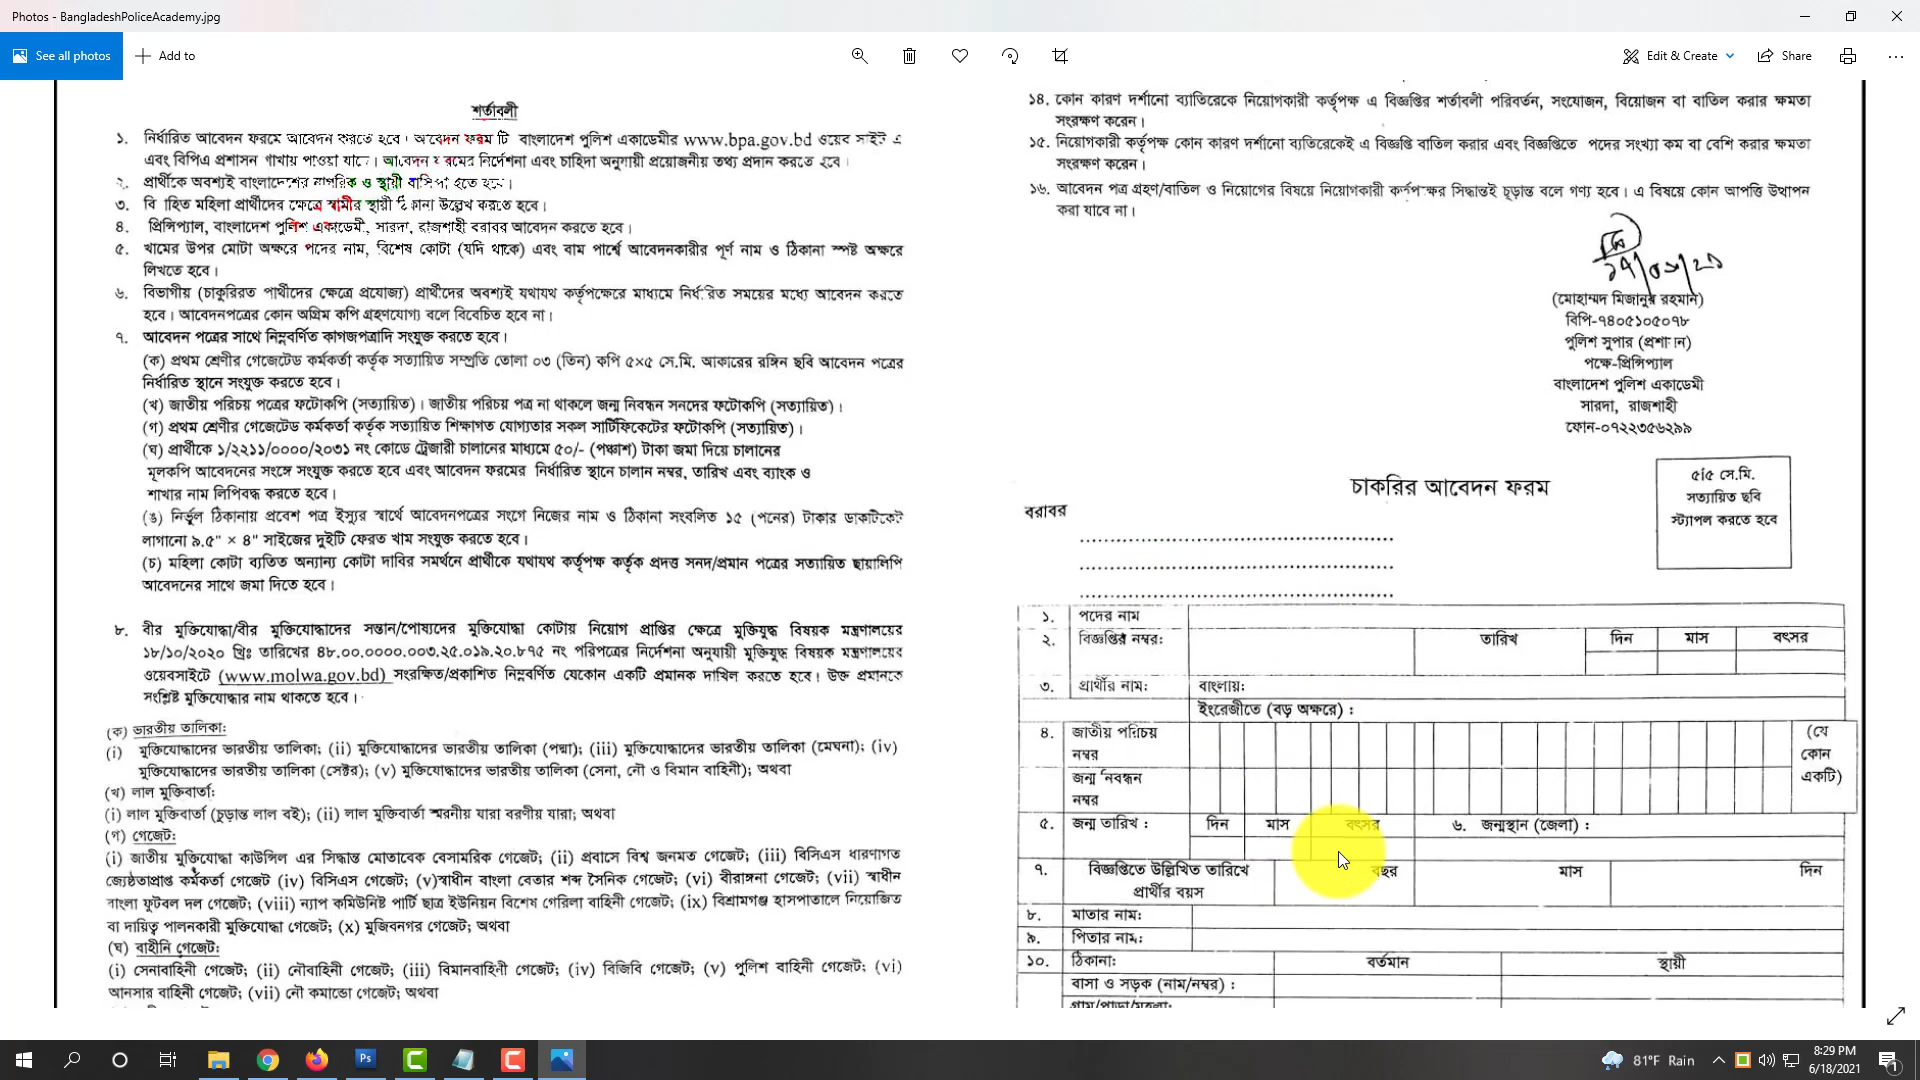 Photos - BangladeshPoliceAcademy.jpg
See all photos
Add to
Edit & Create
Share
শর্তাবলী
১. নির্ধারিত আবেদন ফরমে আবেদন করতে হবে। আবেদন ফরম টি বাংলাদেশ পুলিশ একাডেমীর www.bpa.gov.bd ওয়েব সাইট এ
এবং বিপিএ প্রশাসন শাখায় পাওয়া যাবে। আবেদন ফরমের নির্দেশনা এবং চাহিদা অনুযায়ী প্রয়োজনীয় তথ্য প্রদান করতে হবে।
২. প্রার্থীকে অবশ্যই বাংলাদেশের নাগরিক ও স্থায়ী বাসিন্দা হতে হবে।
৩. বিবাহিত মহিলা প্রার্থীদের ক্ষেত্রে স্বামীর স্থায়ী ঠিকানা উল্লেখ করতে হবে।
৪. প্রিন্সিপ্যাল, বাংলাদেশ পুলিশ একাডেমী, সারদা, রাজশাহী বরাবর আবেদন করতে হবে।
৫. খামের উপর মোটা অক্ষরে পদের নাম, বিশেষ কোটা (যদি থাকে) এবং বাম পার্শ্বে আবেদনকারীর পূর্ণ নাম ও ঠিকানা স্পষ্ট অক্ষরে
লিখতে হবে।
৬. বিভাগীয় (চাকুরিরত পার্থীদের ক্ষেত্রে প্রযোজ্য) প্রার্থীদের অবশ্যই যথাযথ কর্তৃপক্ষের মাধ্যমে নির্ধারিত সময়ের মধ্যে আবেদন করতে
হবে। আবেদনপত্রের কোন অগ্রিম কপি গ্রহণযোগ্য বলে বিবেচিত হবে না।
৭. আবেদন পত্রের সাথে নিম্নবর্ণিত কাগজপত্রাদি সংযুক্ত করতে হবে।
(ক) প্রথম শ্রেণীর গেজেটেড কর্মকর্তা কর্তৃক সত্যায়িত সম্প্রতি তোলা ০৩ (তিন) কপি ৫×৫ সে.মি. আকারের রঙ্গিন ছবি আবেদন পত্রের
নির্ধারিত স্থানে সংযুক্ত করতে হবে।
(খ) জাতীয় পরিচয় পত্রের ফটোকপি (সত্যায়িত)। জাতীয় পরিচয় পত্র না থাকলে জন্ম নিবন্ধন সনদের ফটোকপি (সত্যায়িত)।
(গ) প্রথম শ্রেণীর গেজেটেড কর্মকর্তা কর্তৃক সত্যায়িত শিক্ষাগত যোগ্যতার সকল সার্টিফিকেটের ফটোকপি (সত্যায়িত)।
(ঘ) প্রার্থীকে ১/২২১১/০০০০/২০৩১ নং কোডে ট্রেজারী চালানের মাধ্যমে ৫০/- (পঞ্চাশ) টাকা জমা দিয়ে চালানের
মূলকপি আবেদনের সংঙ্গে সংযুক্ত করতে হবে এবং আবেদন ফরমের নির্ধারিত স্থানে চালান নম্বর, তারিখ এবং ব্যাংক ও
শাখার নাম লিপিবদ্ধ করতে হবে।
(ঙ) নির্ভুল ঠিকানায় প্রবেশ পত্র ইস্যুর স্বার্থে আবেদনপত্রের সংগে নিজের নাম ও ঠিকানা সংবলিত ১৫ (পনের) টাকার ডাকটিকেট
লাগানো ৯.৫" × ৪" সাইজের দুইটি ফেরত খাম সংযুক্ত করতে হবে।
(চ) মহিলা কোটা ব্যতিত অন্যান্য কোটা দাবির সমর্থনে প্রার্থীকে যথাযথ কর্তৃপক্ষ কর্তৃক প্রদত্ত সনদ/প্রমান পত্রের সত্যায়িত ছায়ালিপি
আবেদনের সাথে জমা দিতে হবে।
৮. বীর মুক্তিযোদ্ধা/বীর মুক্তিযোদ্ধাদের সন্তান/পোষ্যদের মুক্তিযোদ্ধা কোটায় নিয়োগ প্রাপ্তির ক্ষেত্রে মুক্তিযুদ্ধ বিষয়ক মন্ত্রণালয়ের
১৮/১০/২০২০ খ্রিঃ তারিখের ৪৮.০০.০০০০.০০৩.২৫.০১৯.২০.৮৭৫ নং পরিপত্রের নির্দেশনা অনুযায়ী মুক্তিযুদ্ধ বিষয়ক মন্ত্রণালয়ের
ওয়েবসাইটে (www.molwa.gov.bd) সংরক্ষিত/প্রকাশিত নিম্নবর্ণিত যেকোন একটি প্রমানক দাখিল করতে হবে। উক্ত প্রমানকে
সংশ্লিষ্ট মুক্তিযোদ্ধার নাম থাকতে হবে।
(ক) ভারতীয় তালিকা:
(i) মুক্তিযোদ্ধাদের ভারতীয় তালিকা; (ii) মুক্তিযোদ্ধাদের ভারতীয় তালিকা (পদ্মা); (iii) মুক্তিযোদ্ধাদের ভারতীয় তালিকা (মেঘনা); (iv)
মুক্তিযোদ্ধাদের ভারতীয় তালিকা (সেক্টর); (v) মুক্তিযোদ্ধাদের ভারতীয় তালিকা (সেনা, নৌ ও বিমান বাহিনী); অথবা
(খ) লাল মুক্তিবার্তা:
(i) লাল মুক্তিবার্তা (চুড়ান্ত লাল বই); (ii) লাল মুক্তিবার্তা স্মরনীয় যারা বরণীয় যারা; অথবা
(গ) গেজেট:
(i) জাতীয় মুক্তিযোদ্ধা কাউন্সিল এর সিদ্ধান্ত মোতাবেক বেসামরিক গেজেট; (ii) প্রবাসে বিশ্ব জনমত গেজেট; (iii) বিসিএস ধারণাগত
জ্যেষ্ঠতাপ্রাপ্ত কর্মকর্তা গেজেট (iv) বিসিএস গেজেট; (v)স্বাধীন বাংলা বেতার শব্দ সৈনিক গেজেট; (vi) বীরাঙ্গনা গেজেট; (vii) স্বাধীন
বাংলা ফুটবল দল গেজেট; (viii) ন্যাপ কমিউনিষ্ট পার্টি ছাত্র ইউনিয়ন বিশেষ গেরিলা বাহিনী গেজেট; (ix) বিশ্রামগঞ্জ হাসপাতালে নিয়োজিত
বা দায়িত্ব পালনকারী মুক্তিযোদ্ধা গেজেট; (x) মুজিবনগর গেজেট; অথবা
(ঘ) বাহীনি গেজেট:
(i) সেনাবাহিনী গেজেট; (ii) নৌবাহিনী গেজেট; (iii) বিমানবাহিণী গেজেট; (iv) বিজিবি গেজেট; (v) পুলিশ বাহিনী গেজেট; (vi)
আনসার বাহিনী গেজেট; (vii) নৌ কমান্ডো গেজেট; অথবা
১৪. কোন কারণ দর্শানো ব্যাতিরেকে নিয়োগকারী কর্তৃপক্ষ এ বিজ্ঞপ্তির শর্তাবলী পরিবর্তন, সংযোজন, বিয়োজন বা বাতিল করার ক্ষমতা
সংরক্ষণ করেন।
১৫. নিয়োগকারী কর্তৃপক্ষ কোন কারণ দর্শানো ব্যতিরেকেই এ বিজ্ঞপ্তি বাতিল করার এবং বিজ্ঞপ্তিতে পদের সংখ্যা কম বা বেশি করার ক্ষমতা
সংরক্ষণ করেন।
১৬. আবেদন পত্র গ্রহণ/বাতিল ও নিয়োগের বিষয়ে নিয়োগকারী কর্তৃপক্ষর সিদ্ধান্তই চূড়ান্ত বলে গণ্য হবে। এ বিষয়ে কোন আপত্তি উত্থাপন
করা যাবে না।
(মোহাম্মদ মিজানুর রহমান)
বিপি-৭৪০৫১০৫০৭৮
পুলিশ সুপার (প্রশাসন)
পক্ষে-প্রিন্সিপ্যাল
বাংলাদেশ পুলিশ একাডেমী
সারদা, রাজশাহী
ফোন-০৭২২৩৫৬২৯৯
চাকরির আবেদন ফরম
৫/৫ সে.মি.
সত্যায়িত ছবি
স্ট্যাপল করতে হবে
বরাবর
১. পদের নাম
২. বিজ্ঞপ্তির নম্বর: তারিখ দিন মাস বৎসর
৩. প্রার্থীর নাম: বাংলায়:
ইংরেজীতে (বড় অক্ষরে) :
৪. জাতীয় পরিচয় (যে
নম্বর কোন
জন্ম নিবন্ধন একটি)
নম্বর
৫. জন্ম তারিখ : দিন মাস বৎসর ৬. জন্মস্থান (জেলা) :
৭. বিজ্ঞপ্তিতে উল্লিখিত তারিখে বছর মাস দিন
প্রার্থীর বয়স
৮. মাতার নাম:
৯. পিতার নাম:
১০. ঠিকানা: বর্তমান স্থায়ী
বাসা ও সড়ক (নাম/নম্বর) :
গ্রাম/পাড়া/মহল্লা:
81°F Rain
8:29 PM
6/18/2021